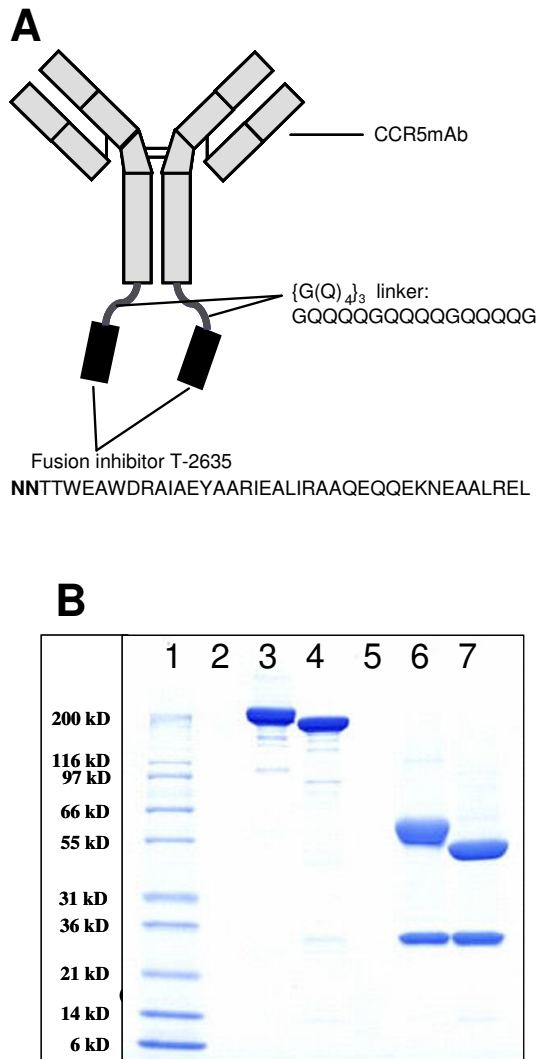 A
CCR5mAb
{G(Q)4}3 linker:
GQQQQGQQQQGQQQQG
Fusion inhibitor T-2635
NNTTWEAWDRAIAEYAARIEALIRAAQEQQEKNEAALREL
B
1 2 3 4 5 6 7
200 kD
116 kD
97 kD
66 kD
55 kD
31 kD
36 kD
21 kD
14 kD
6 kD